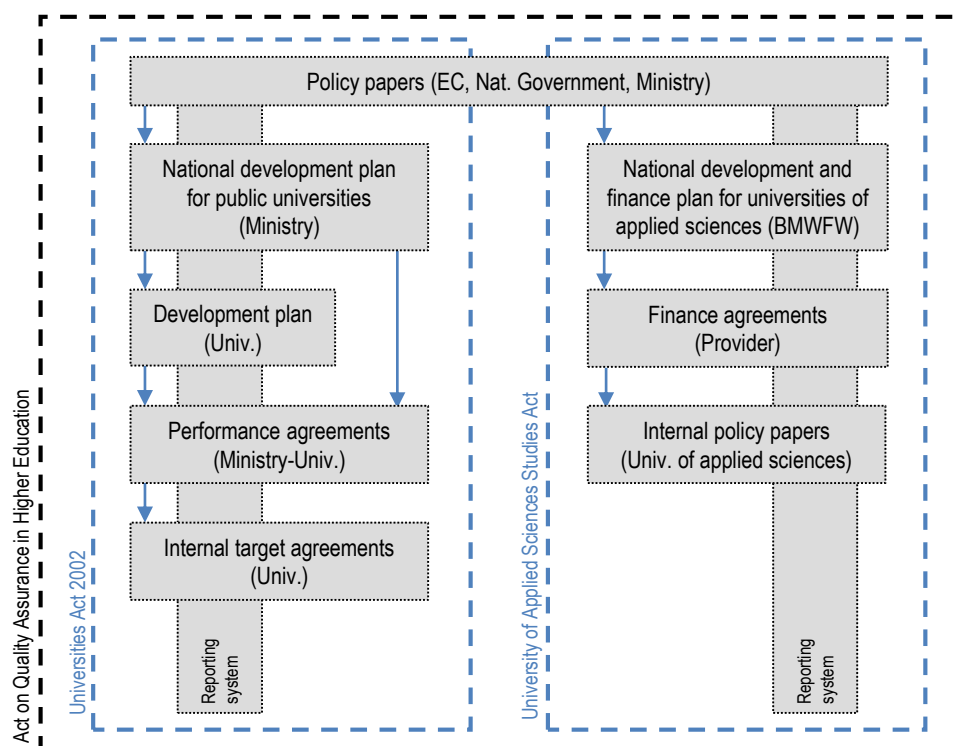 Policy papers (EC, Nat. Government, Ministry)
National development plan
for public universities
(Ministry)
National development and
finance plan for universities of
applied sciences (BMWFW)
Development plan
(Univ.)
Finance agreements
(Provider)
Performance agreements
(Ministry-Univ.)
Internal policy papers
(Univ. of applied sciences)
Internal target agreements
(Univ.)
Reporting
system
Reporting
system
Act on Quality Assurance in Higher Education
Universities Act 2002
University of Applied Sciences Studies Act